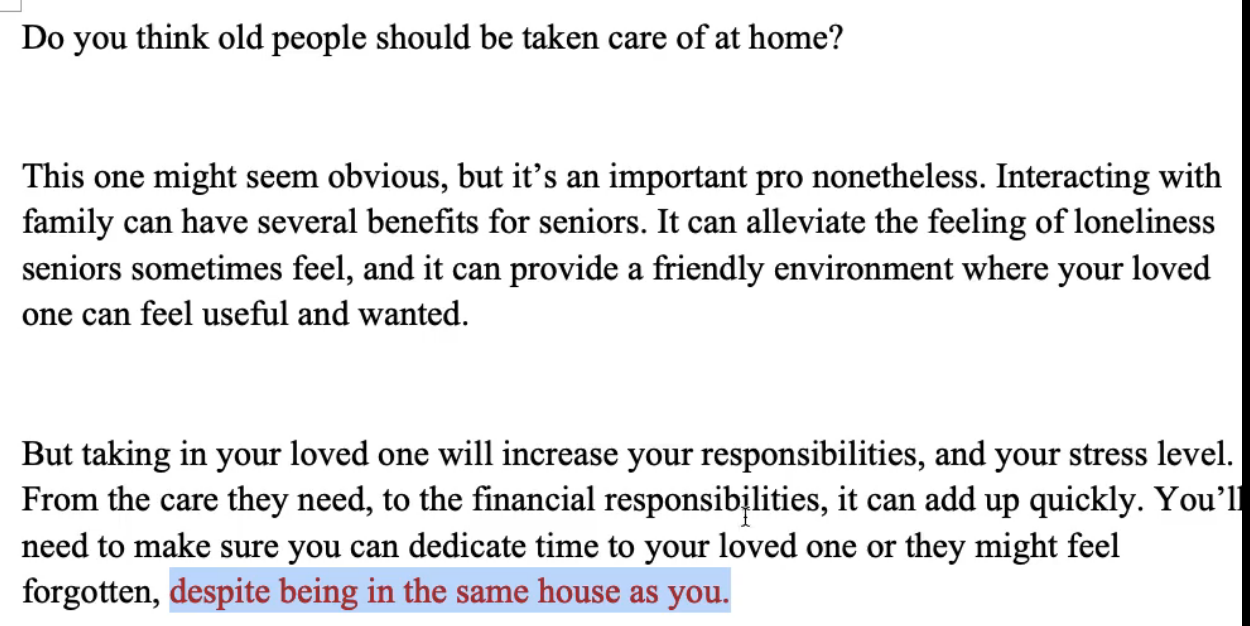 Do you think old people should be taken care of at home?
This one might seem obvious, but it’s an important pro nonetheless. Interacting with
family can have several benefits for seniors. It can alleviate the feeling of loneliness
seniors sometimes feel, and it can provide a friendly environment where your loved
one can feel useful and wanted.
But taking in your loved one will increase your responsibilities, and your stress level.
From the care they need, to the financial responsibilities, it can add up quickly. You’ll
need to make sure you can dedicate time to your loved one or they might feel
forgotten, despite being in the same house as you.